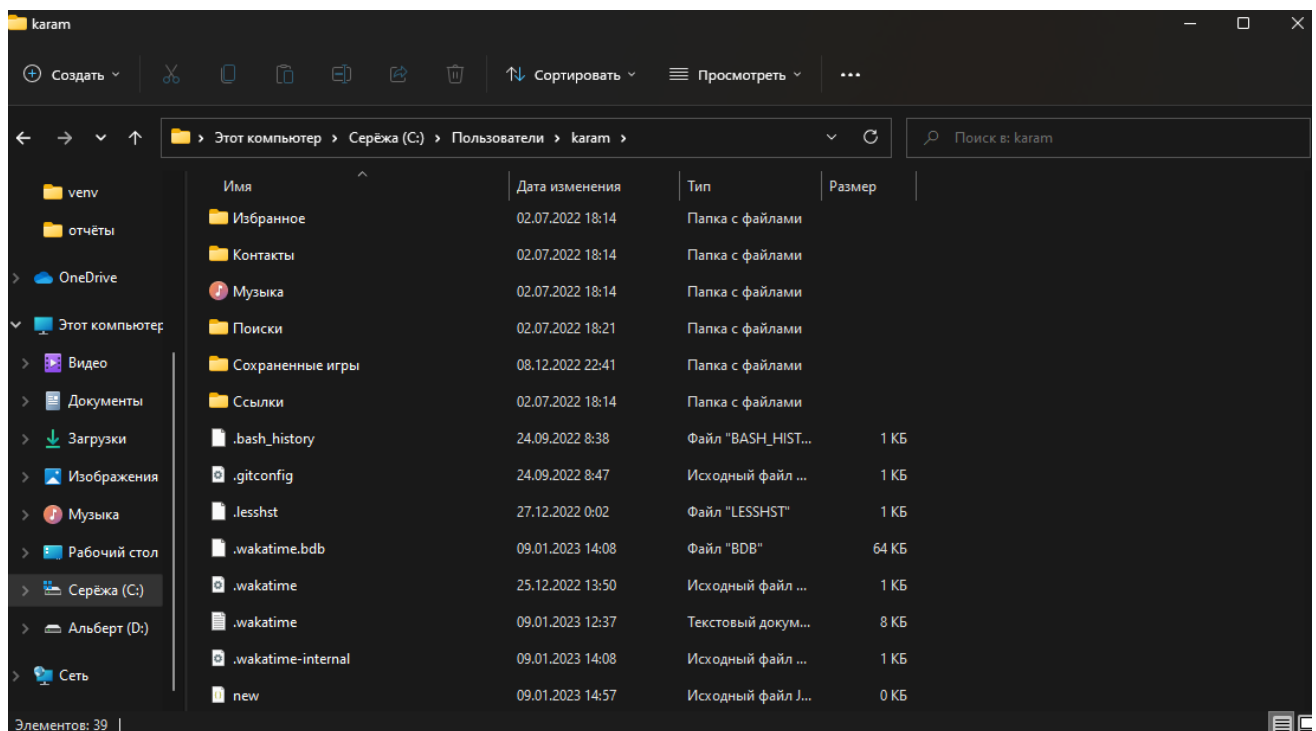 karam
Создать Сортировать Просмотреть
Этот компьютер › Серёжа (C:) › Пользователи › karam › Поиск в: karam
Имя Дата изменения Тип Размер
venv
отчёты
OneDrive
Этот компьютер
Видео
Документы
Загрузки
Изображения
Музыка
Рабочий стол
Серёжа (C:)
Альберт (D:)
Сеть
Избранное 02.07.2022 18:14 Папка с файлами
Контакты 02.07.2022 18:14 Папка с файлами
Музыка 02.07.2022 18:14 Папка с файлами
Поиски 02.07.2022 18:21 Папка с файлами
Сохраненные игры 08.12.2022 22:41 Папка с файлами
Ссылки 02.07.2022 18:14 Папка с файлами
.bash_history 24.09.2022 8:38 Файл "BASH_HIST... 1 КБ
.gitconfig 24.09.2022 8:47 Исходный файл ... 1 КБ
.lesshst 27.12.2022 0:02 Файл "LESSHST" 1 КБ
.wakatime.bdb 09.01.2023 14:08 Файл "BDB" 64 КБ
.wakatime 25.12.2022 13:50 Исходный файл ... 1 КБ
.wakatime 09.01.2023 12:37 Текстовый докум... 8 КБ
.wakatime-internal 09.01.2023 14:08 Исходный файл ... 1 КБ
new 09.01.2023 14:57 Исходный файл J... 0 КБ
Элементов: 39